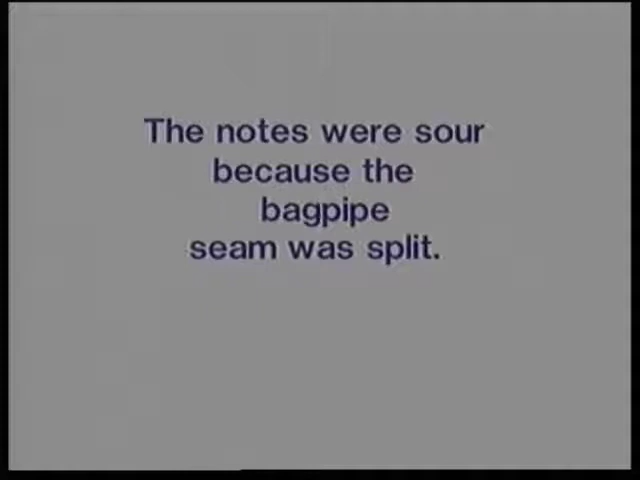 The notes were sour
because the
bagpipe
seam was split.